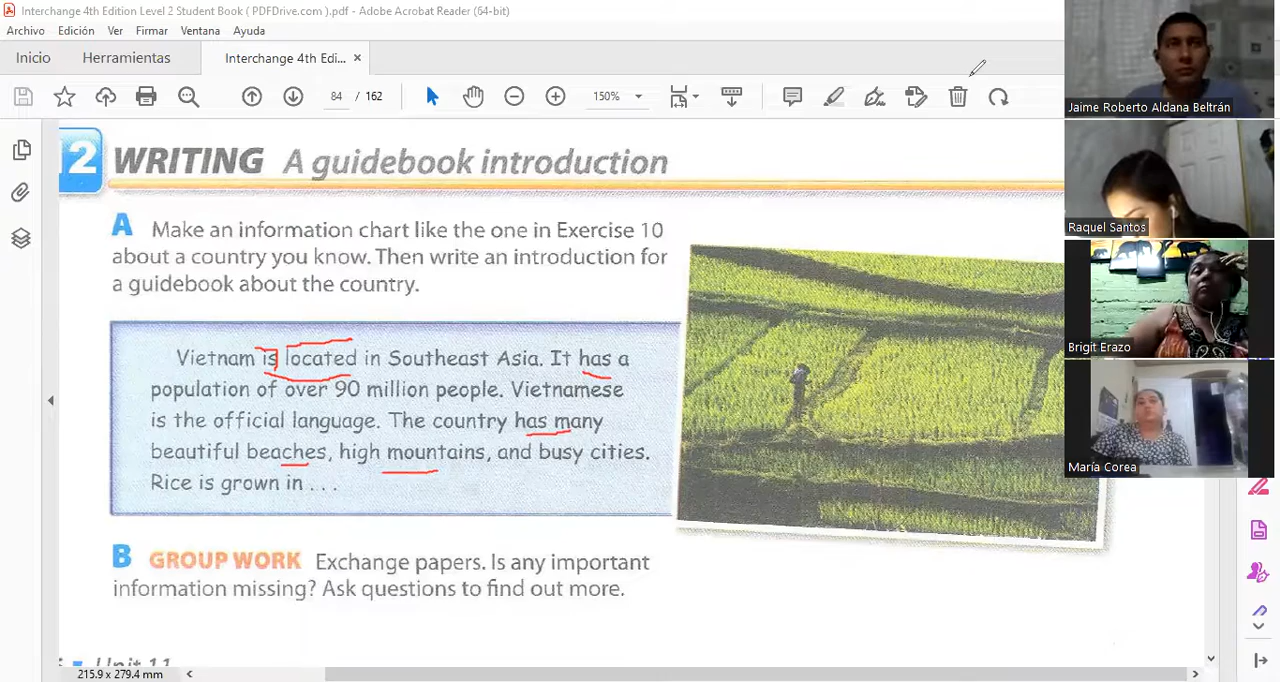 Interchange 4th Edition Level 2 Student Book ( PDFDrive.com ).pdf - Adobe Acrobat Reader (64-bit)
Archivo Edición Ver Firmar Ventana Ayuda
Inicio Herramientas Interchange 4th Edi... ×
84 / 162 150%
2 WRITING A guidebook introduction
A Make an information chart like the one in Exercise 10
about a country you know. Then write an introduction for
a guidebook about the country.
Vietnam is located in Southeast Asia. It has a
population of over 90 million people. Vietnamese
is the official language. The country has many
beautiful beaches, high mountains, and busy cities.
Rice is grown in . . .
B GROUP WORK Exchange papers. Is any important
information missing? Ask questions to find out more.
Unit 11
215.9 x 279.4 mm
Jaime Roberto Aldana Beltrán
Raquel Santos
Brigit Erazo
María Corea